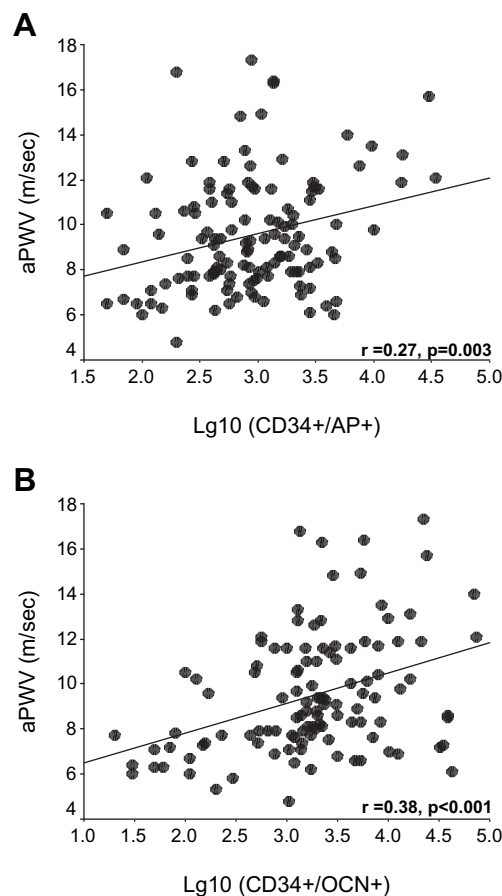 A
18
16
14
12
10
8
6
4
aPWV (m/sec)
r =0.27, p=0.003
1.5 2.0 2.5 3.0 3.5 4.0 4.5 5.0
Lg10 (CD34+/AP+)
B
18
16
14
12
10
8
6
4
aPWV (m/sec)
r =0.38, p<0.001
1.0 1.5 2.0 2.5 3.0 3.5 4.0 4.5 5.0
Lg10 (CD34+/OCN+)